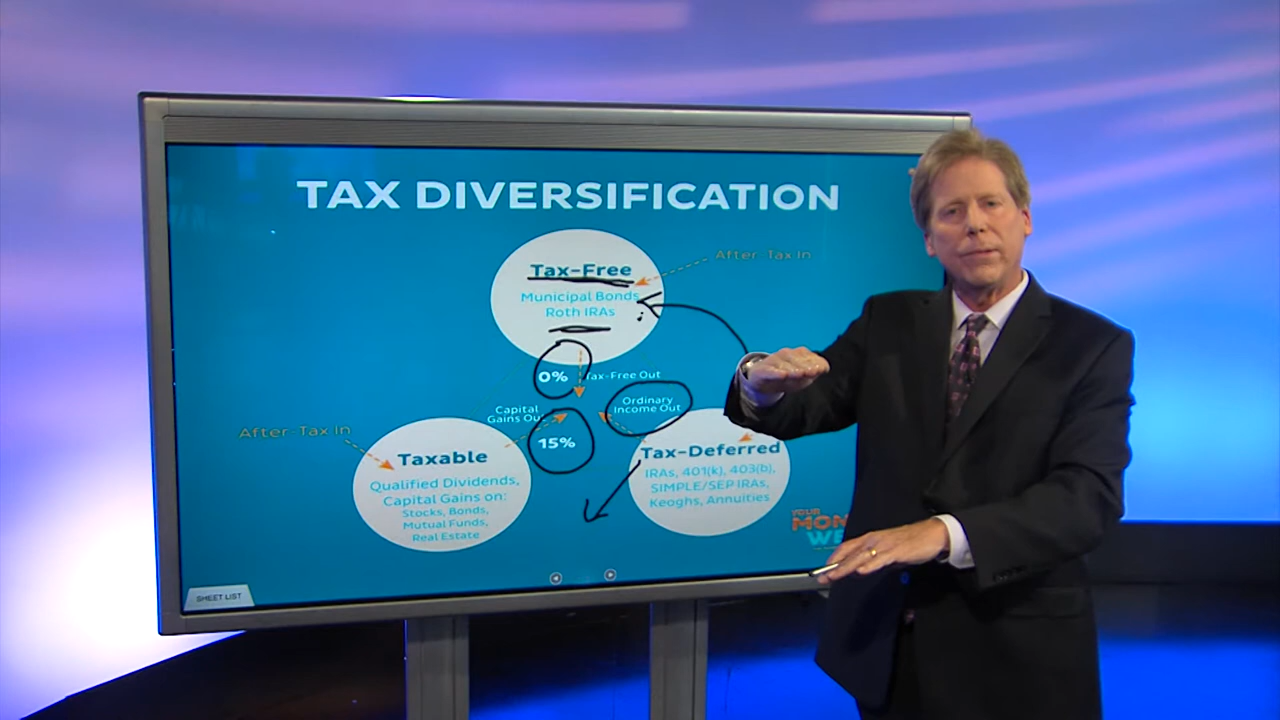 TAX DIVERSIFICATION
After-Tax In
Tax-Free
Municipal Bonds
Roth IRAs
0%
Tax-Free Out
Capital
Gains Out
Ordinary
Income Out
15%
After-Tax In
Taxable
Qualified Dividends,
Capital Gains on:
Stocks, Bonds,
Mutual Funds,
Real Estate
Tax-Deferred
IRAs, 401(k), 403(b),
SIMPLE/SEP IRAs,
Keoghs, Annuities
YOUR
SHEET LIST